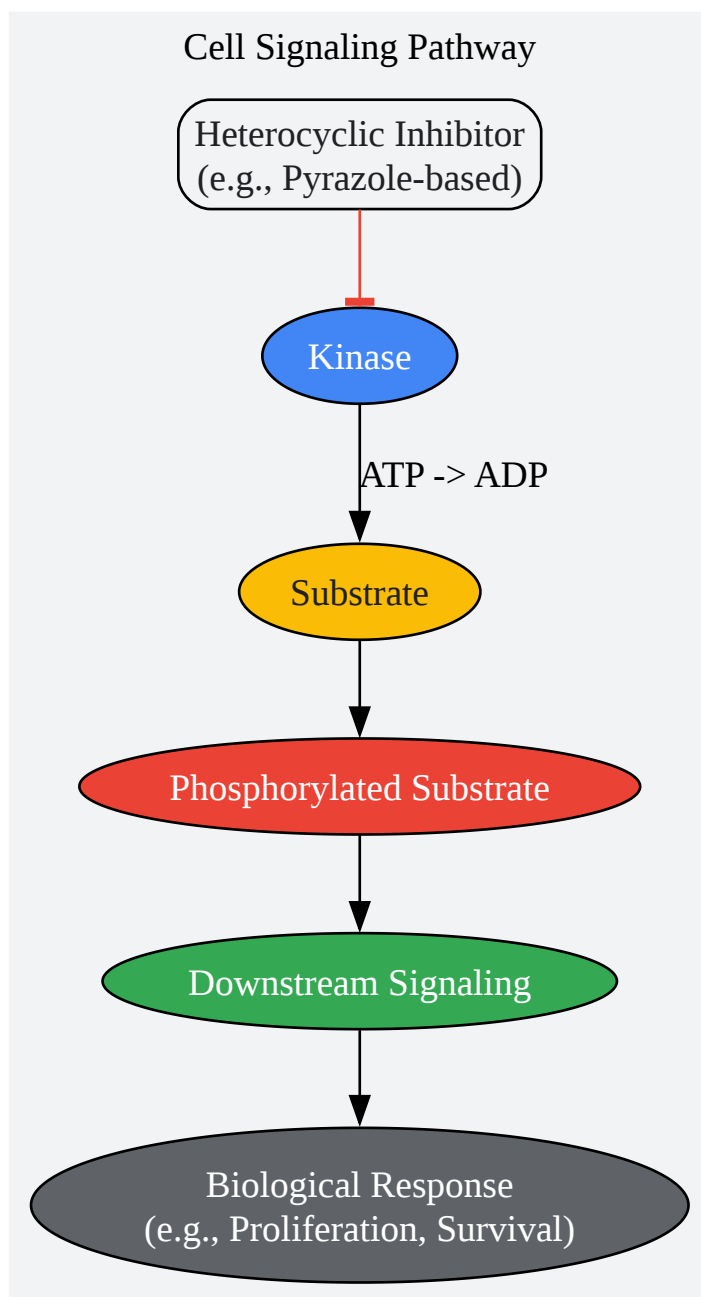 Cell Signaling Pathway
Heterocyclic Inhibitor
(e.g., Pyrazole-based)
Kinase
ATP -> ADP
Substrate
Phosphorylated Substrate
Downstream Signaling
Biological Response
(e.g., Proliferation, Survival)